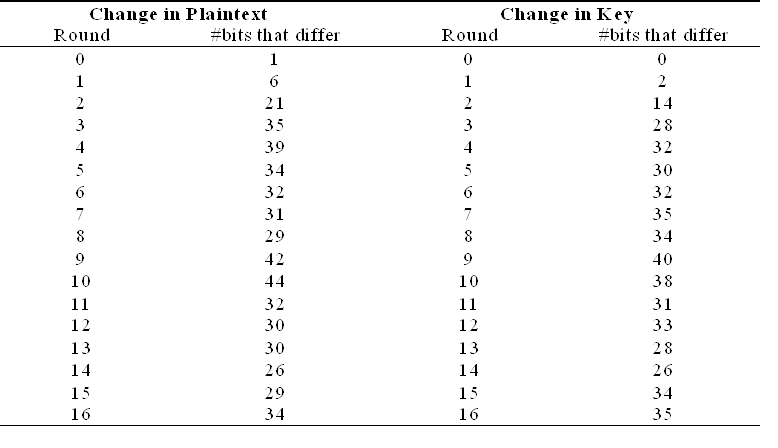 Change in Plaintext Change in Key
Round #bits that differ Round #bits that differ
0 1 0 0
1 6 1 2
2 21 2 14
3 35 3 28
4 39 4 32
5 34 5 30
6 32 6 32
7 31 7 35
8 29 8 34
9 42 9 40
10 44 10 38
11 32 11 31
12 30 12 33
13 30 13 28
14 26 14 26
15 29 15 34
16 34 16 35